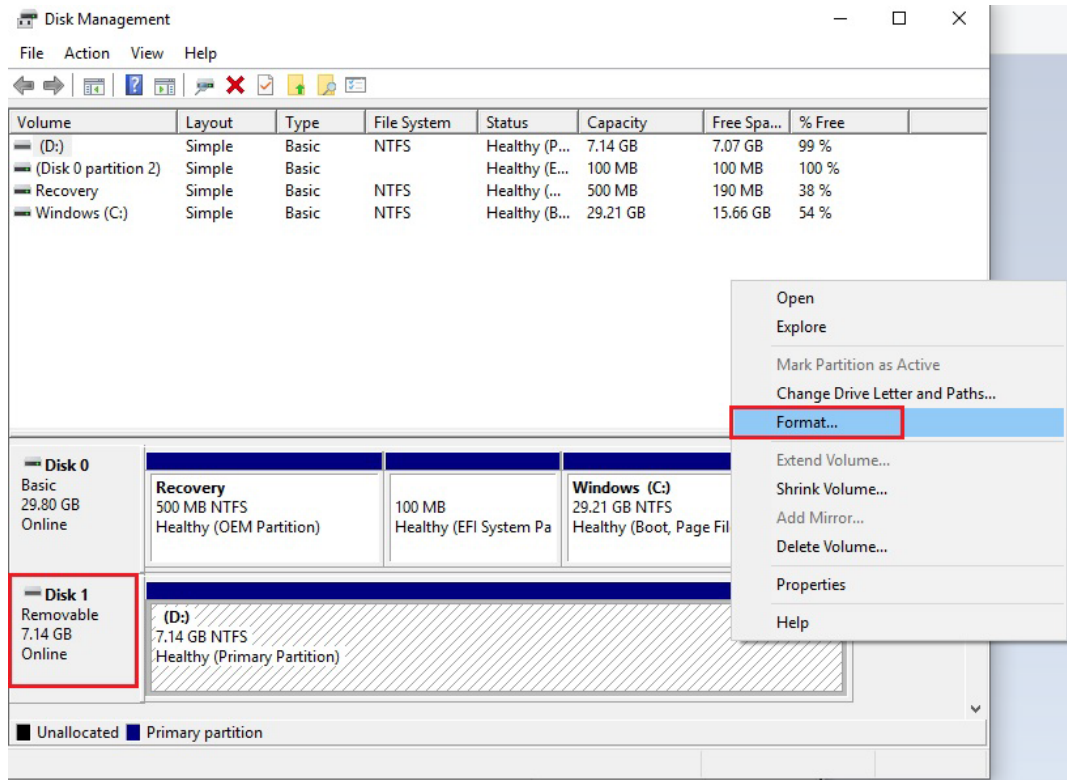 Disk Management
File Action View Help
Volume Layout Type File System Status Capacity Free Spa... % Free
(D:) Simple Basic NTFS Healthy (P... 7.14 GB 7.07 GB 99 %
(Disk 0 partition 2) Simple Basic Healthy (E... 100 MB 100 MB 100 %
Recovery Simple Basic NTFS Healthy (... 500 MB 190 MB 38 %
Windows (C:) Simple Basic NTFS Healthy (B... 29.21 GB 15.66 GB 54 %
Open
Explore
Mark Partition as Active
Change Drive Letter and Paths...
Format...
Extend Volume...
Shrink Volume...
Add Mirror...
Delete Volume...
Properties
Help
Disk 0
Basic
29.80 GB
Online
Recovery
500 MB NTFS
Healthy (OEM Partition)
100 MB
Healthy (EFI System Pa
Windows (C:)
29.21 GB NTFS
Healthy (Boot, Page Fil
Disk 1
Removable
7.14 GB
Online
(D:)
7.14 GB NTFS
Healthy (Primary Partition)
Unallocated Primary partition